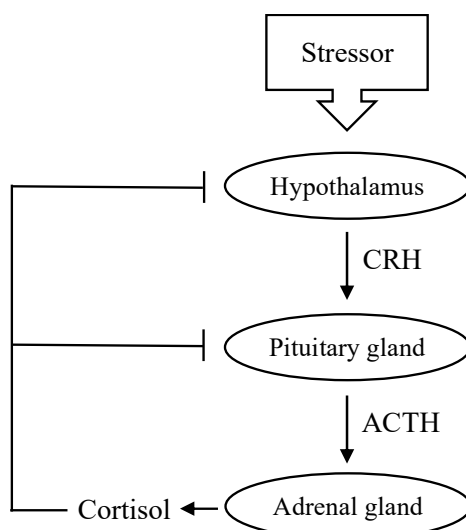 Stressor
Hypothalamus
CRH
Pituitary gland
ACTH
Cortisol
Adrenal gland